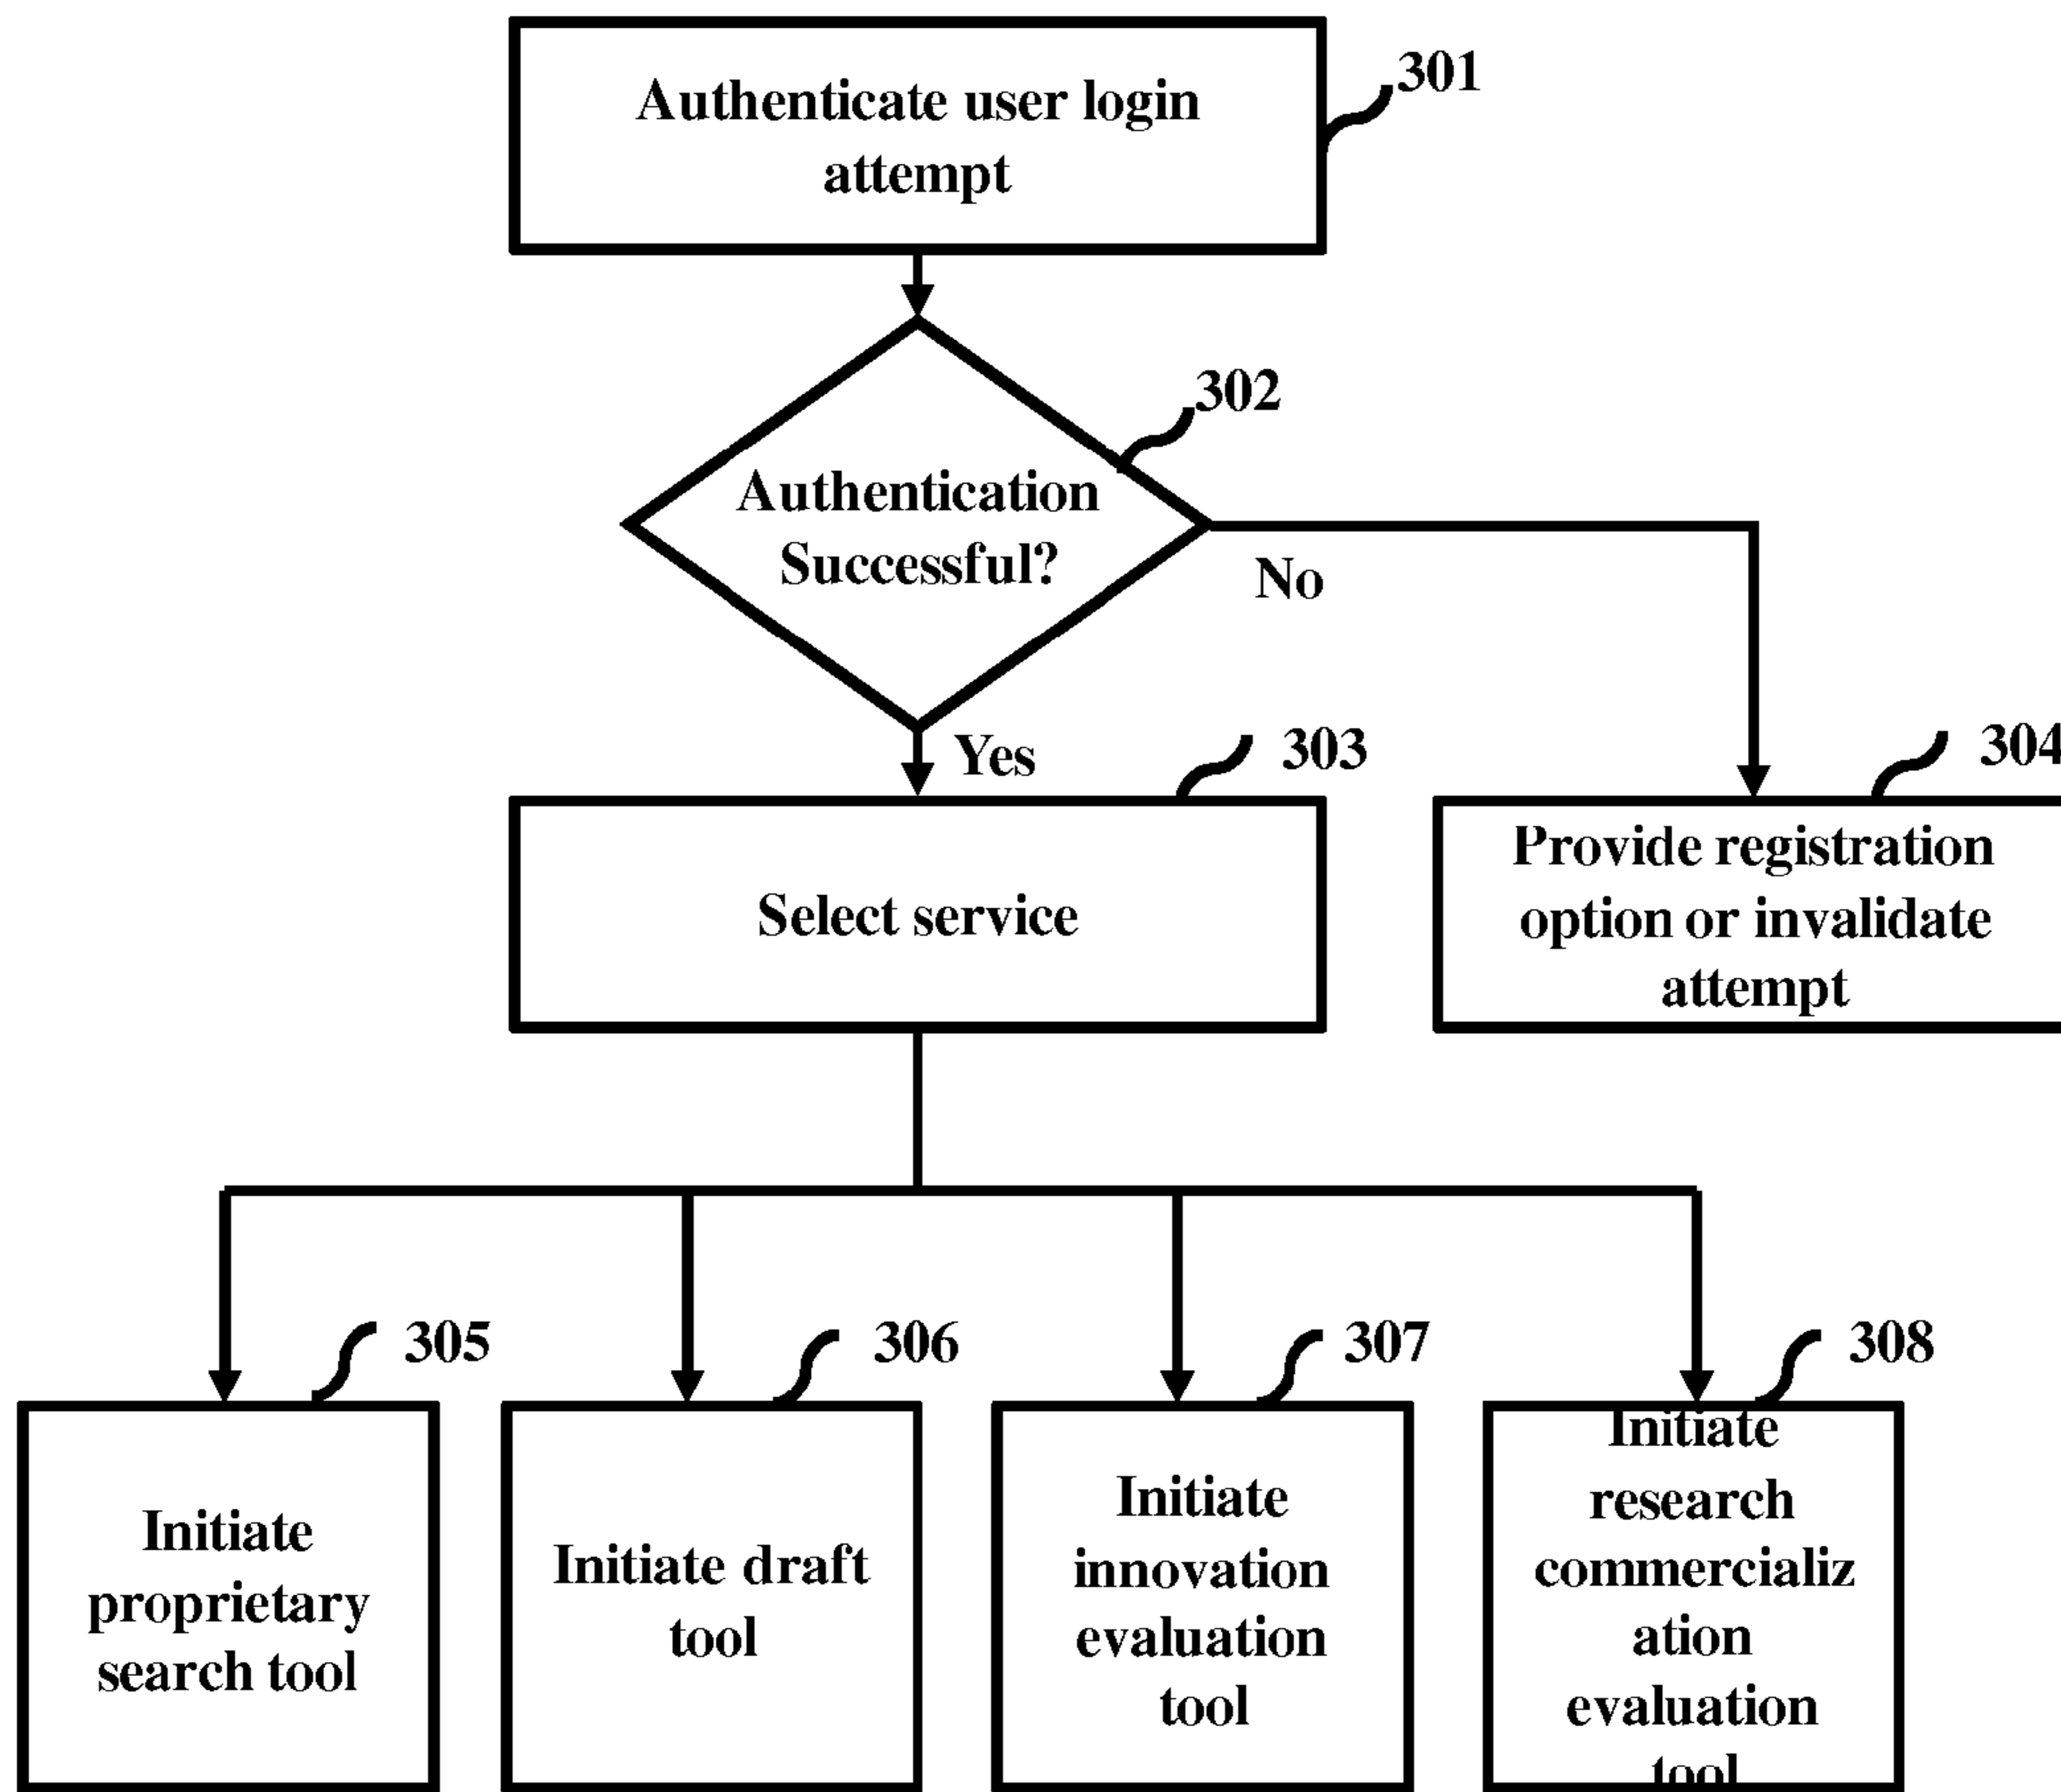 Authenticate user login
attempt
301
302
Authentication
Successful?
No
Yes
303
304
Select service
Provide registration
option or invalidate
attempt
305
306
307
308
Initiate
proprietary
search tool
Initiate draft
tool
Initiate
innovation
evaluation
tool
Initiate
research
commercializ
ation
evaluation
tool